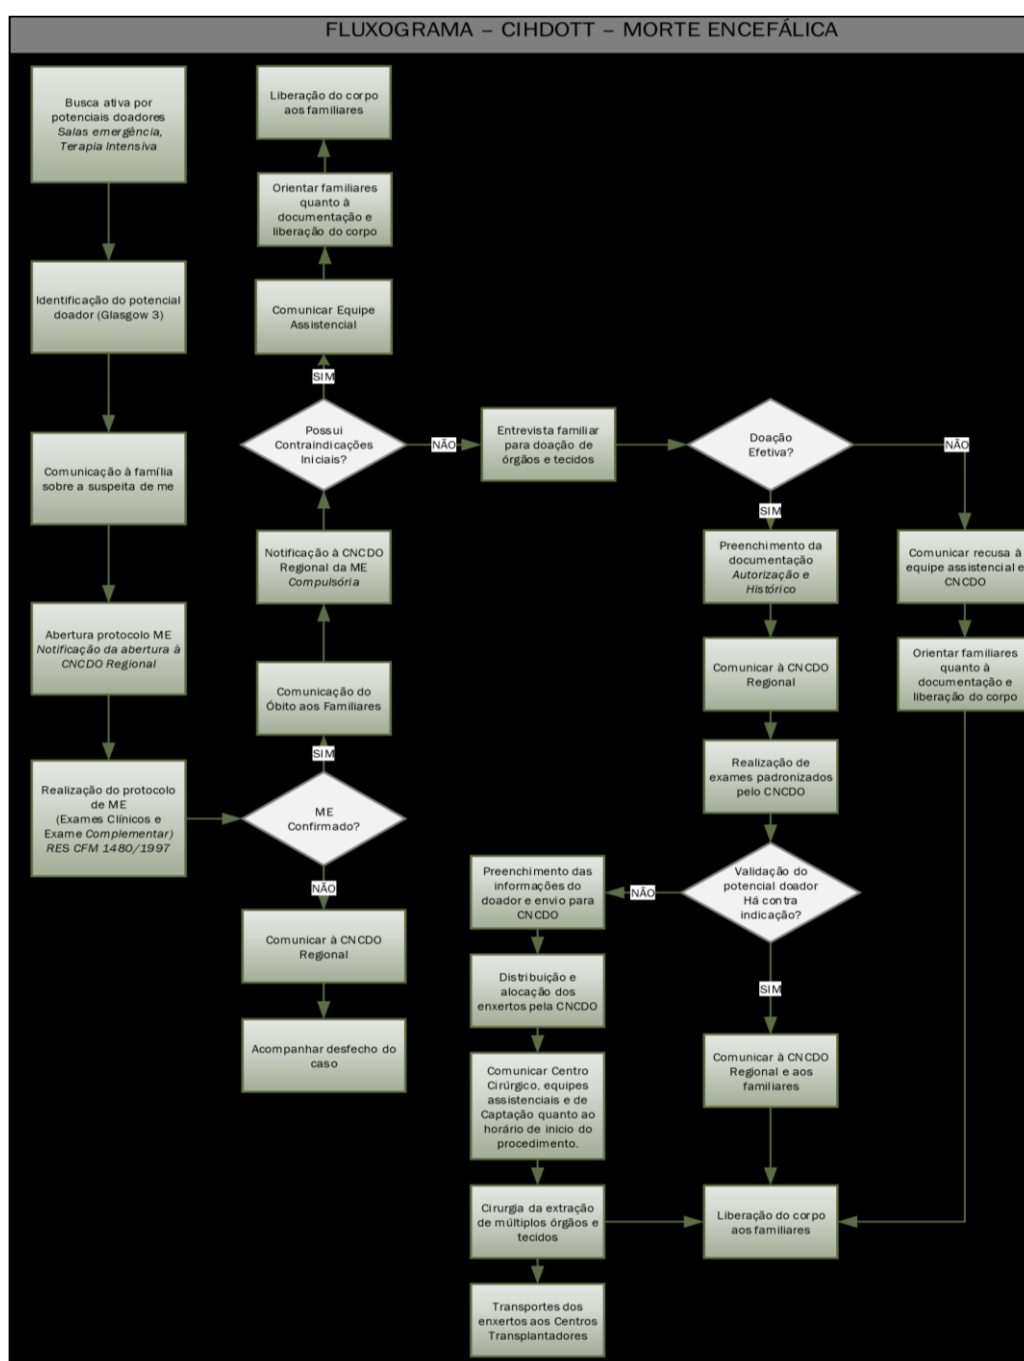 FLUXOGRAMA – CIHDOTT – MORTE ENCEFÁLICA
Busca ativa por
potenciais doadores
Salas emergência,
Terapia Intensiva
Identificação do potencial
doador (Glasgow 3)
Comunicação à família
sobre a suspeita de me
Abertura protocolo ME
Notificação da abertura à
CNCDO Regional
Realização do protocolo
de ME
(Exames Clínicos e
Exame Complementar)
RES CFM 1480/1997
Liberação do corpo
aos familiares
Orientar familiares
quanto à
documentação e
liberação do corpo
Comunicar Equipe
Assistencial
SIM
Possui
Contraindicações
Iniciais?
NÃO
Notificação à CNCDO
Regional da ME
Compulsória
Comunicação do
Óbito aos Familiares
SIM
ME
Confirmado?
NÃO
Comunicar à CNCDO
Regional
Acompanhar desfecho do
caso
Entrevista familiar
para doação de
órgãos e tecidos
Doação
Efetiva?
NÃO
SIM
Preenchimento da
documentação
Autorização e
Histórico
Comunicar à CNCDO
Regional
Realização de
exames padronizados
pelo CNCDO
Validação do
potencial doador
Há contra
indicação?
NÃO
SIM
Comunicar à CNCDO
Regional e aos
familiares
Liberação do corpo
aos familiares
Comunicar recusa à
equipe assistencial e
CNCDO
Orientar familiares
quanto à
documentação e
liberação do corpo
Preenchimento das
informações do
doador e envio para
CNCDO
Distribuição e
alocação dos
enxertos pela CNCDO
Comunicar Centro
Cirúrgico, equipes
assistenciais e de
Captação quanto ao
horário de inicio do
procedimento.
Cirurgia da extração
de múltiplos órgãos e
tecidos
Transportes dos
enxertos aos Centros
Transplantadores